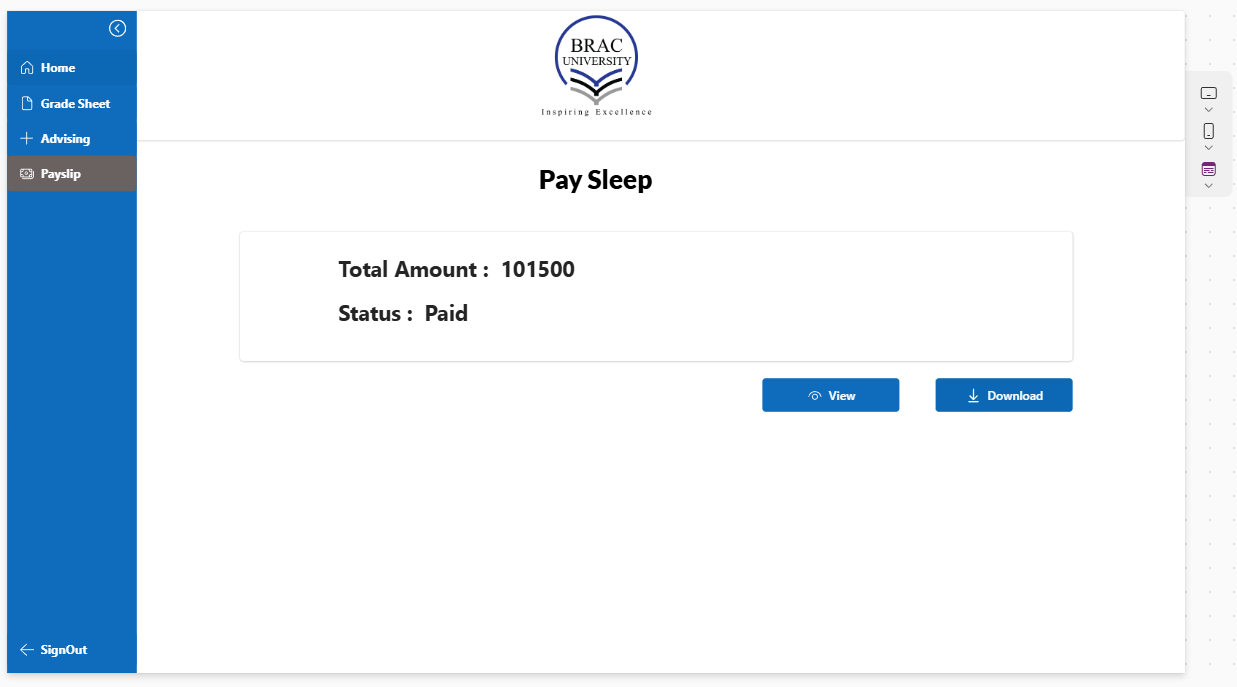 BRAC
UNIVERSITY
Inspiring Excellence
Home
Grade Sheet
Advising
Payslip
SignOut
Pay Sleep
Total Amount : 101500
Status : Paid
View
Download